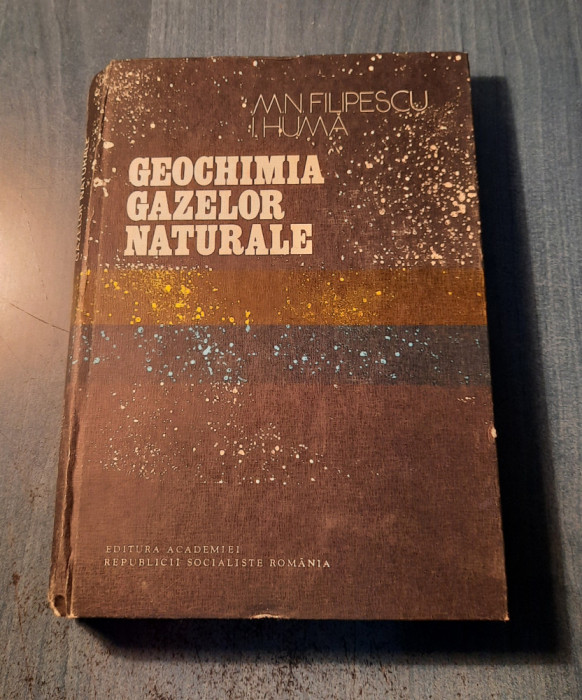 M.N. FILIPESCU
I. HUMĂ
GEOCHIMIA
GAZELOR
NATURALE
EDITURA ACADEMIEI
REPUBLICII SOCIALISTE ROMÂNIA